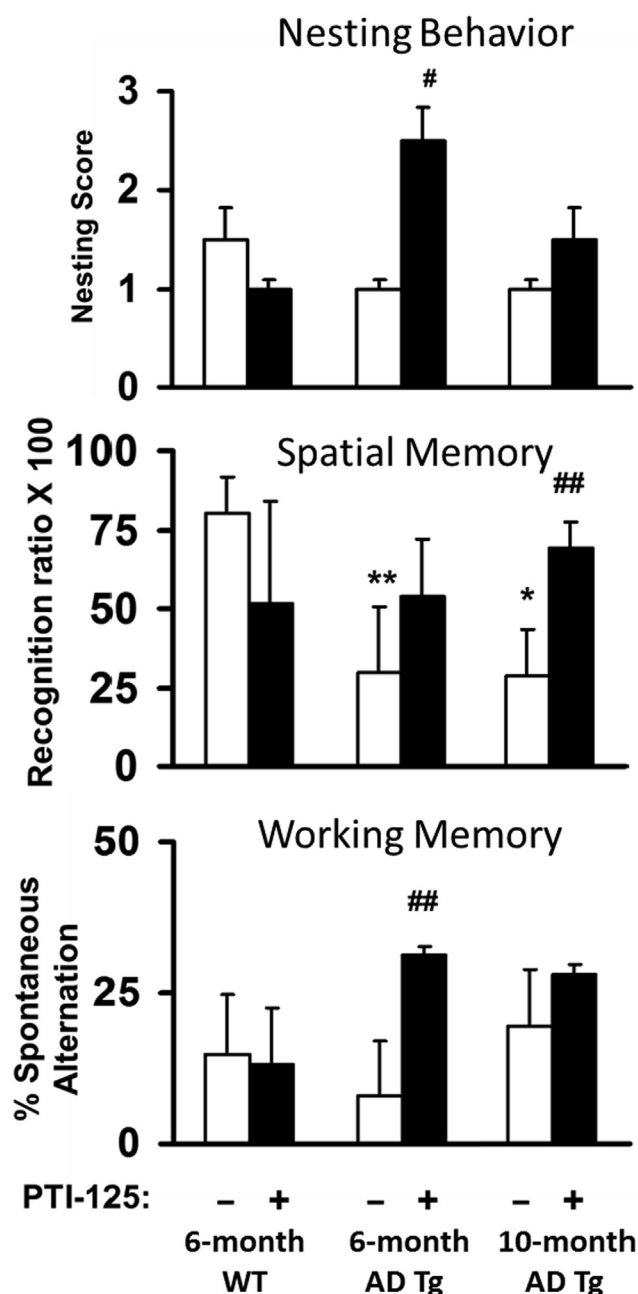 Nesting Behavior
Nesting Score
3
2
1
0
#
Spatial Memory
Recognition ratio X 100
100
75
50
25
0
**
*
##
Working Memory
% Spontaneous
Alternation
50
25
0
##
PTI-125: – + – + – +
6-month 6-month 10-month
WT AD Tg AD Tg